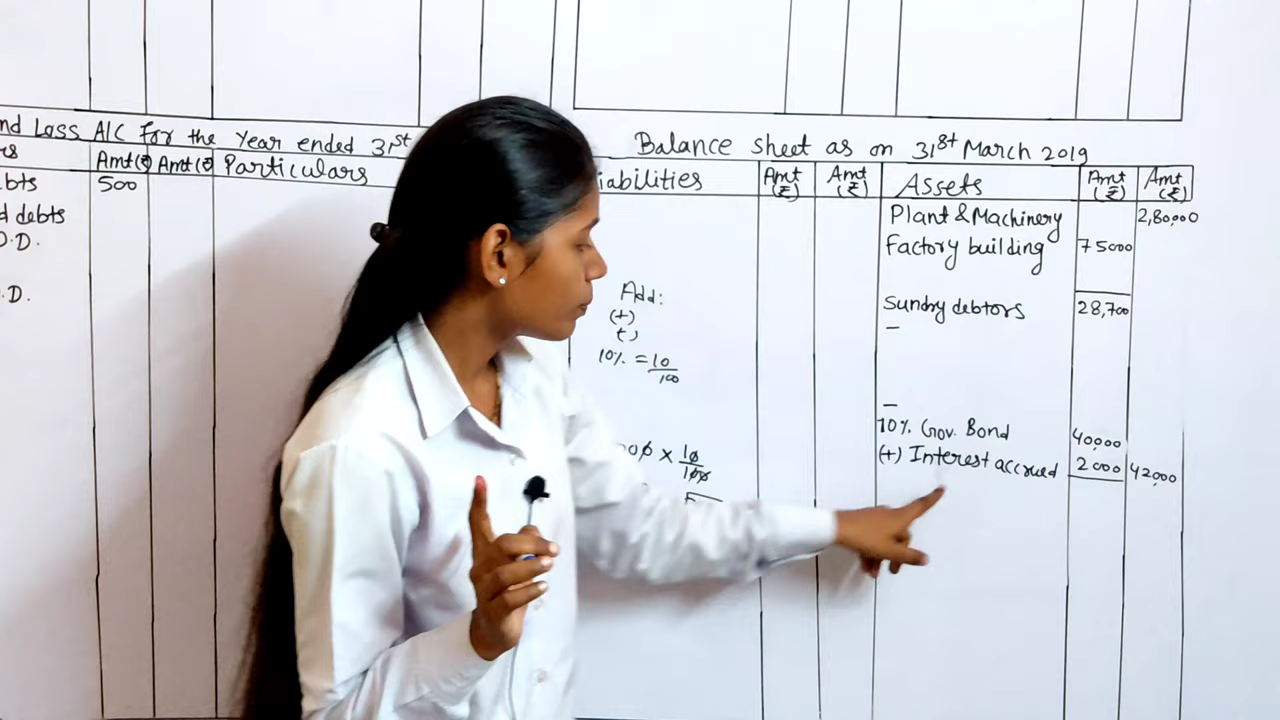 nd Loss A/C For the Year ended 31st
Amt(₹) Amt(₹) Particulars
bts 500
d debts
D.D.
.D.
Balance sheet as on 31st March 2019
iabilities Amt (₹) Amt (₹) Assets Amt (₹) Amt (₹)
Plant & Machinery 2,80,000
Factory building 75000
Add:
(+)
Sundry debtors 28,700
10% = 10/100
10% Gov. Bond 40,000
(+) Interest accrued 2000 42,000
× 10/100